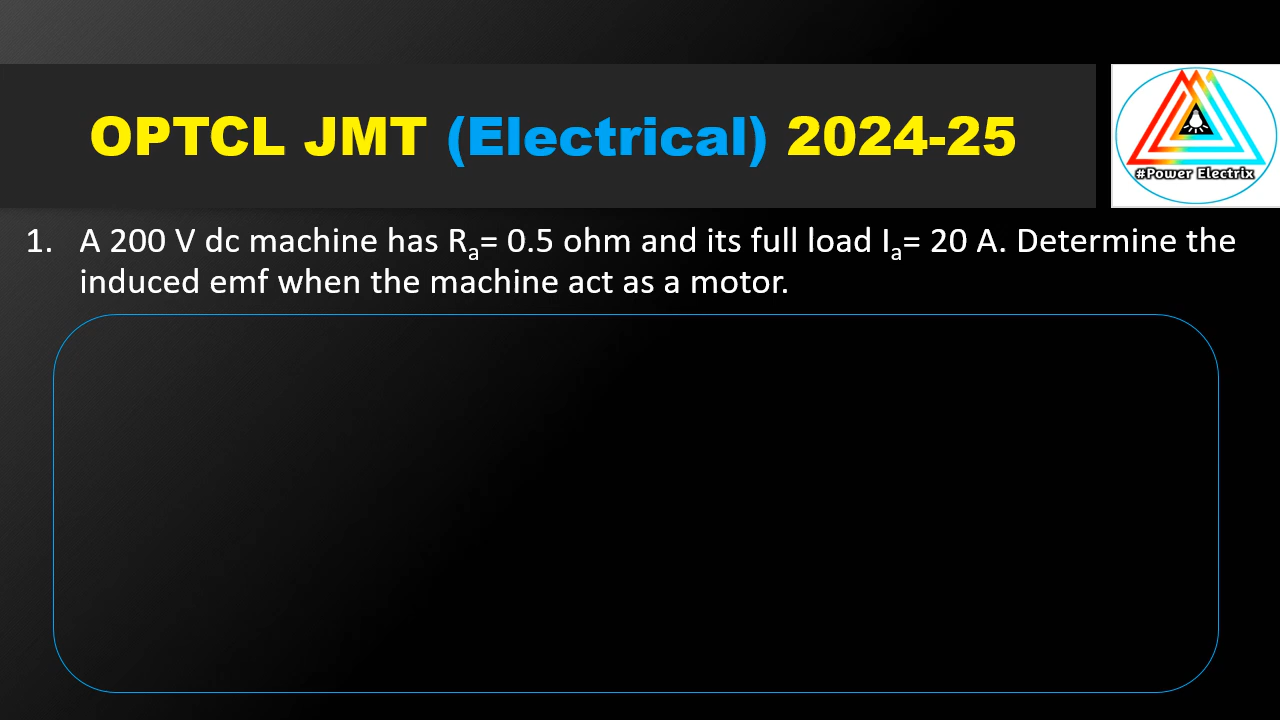 OPTCL JMT (Electrical) 2024-25
#Power Electrix
1. A 200 V dc machine has Ra= 0.5 ohm and its full load Ia= 20 A. Determine the
induced emf when the machine act as a motor.